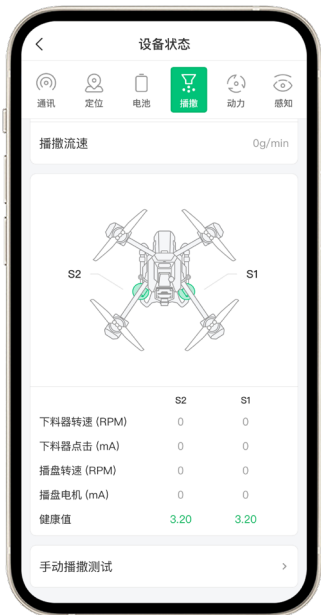 设备状态
通讯 定位 电池 播撒 动力 感知
播撒流速 0g/min
S2 S1
S2 S1
下料器转速 (RPM) 0 0
下料器点击 (mA) 0 0
播盘转速 (RPM) 0 0
播盘电机 (mA) 0 0
健康值 3.20 3.20
手动播撒测试